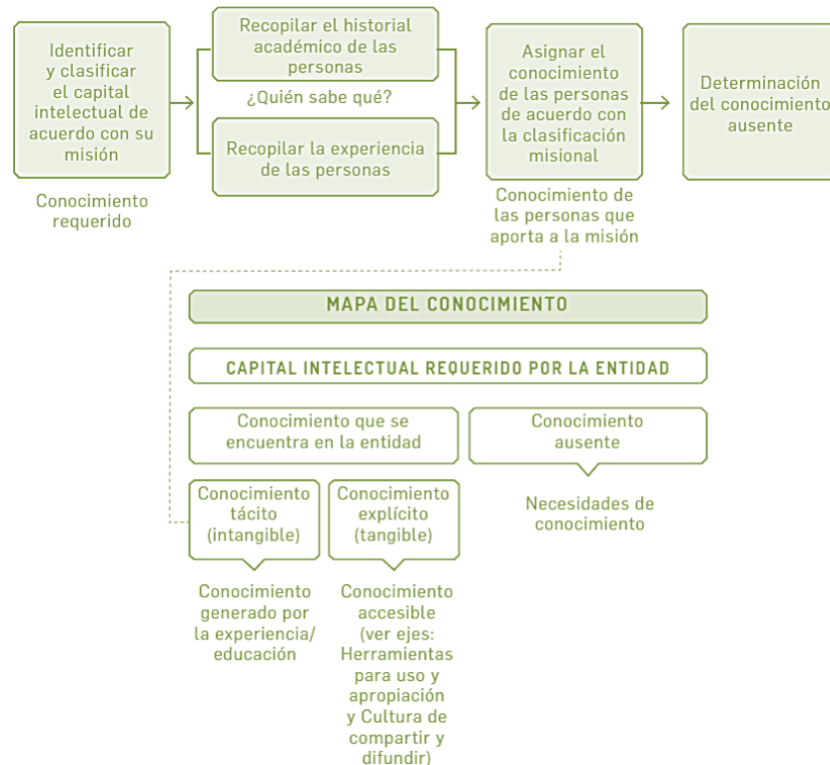 Identificar
y clasificar
el capital
intelectual de
acuerdo con su
misión
Conocimiento
requerido
Recopilar el historial
académico de las
personas
¿Quién sabe qué?
Recopilar la experiencia
de las personas
Asignar el
conocimiento
de las personas
de acuerdo con
la clasificación
misional
Conocimiento de
las personas que
aporta a la misión
Determinación
del conocimiento
ausente
MAPA DEL CONOCIMIENTO
CAPITAL INTELECTUAL REQUERIDO POR LA ENTIDAD
Conocimiento que se
encuentra en la entidad
Conocimiento
ausente
Necesidades de
conocimiento
Conocimiento
tácito
(intangible)
Conocimiento
generado por
la experiencia/
educación
Conocimiento
explícito
(tangible)
Conocimiento
accesible
(ver ejes:
Herramientas
para uso y
apropiación
y Cultura de
compartir y
difundir)